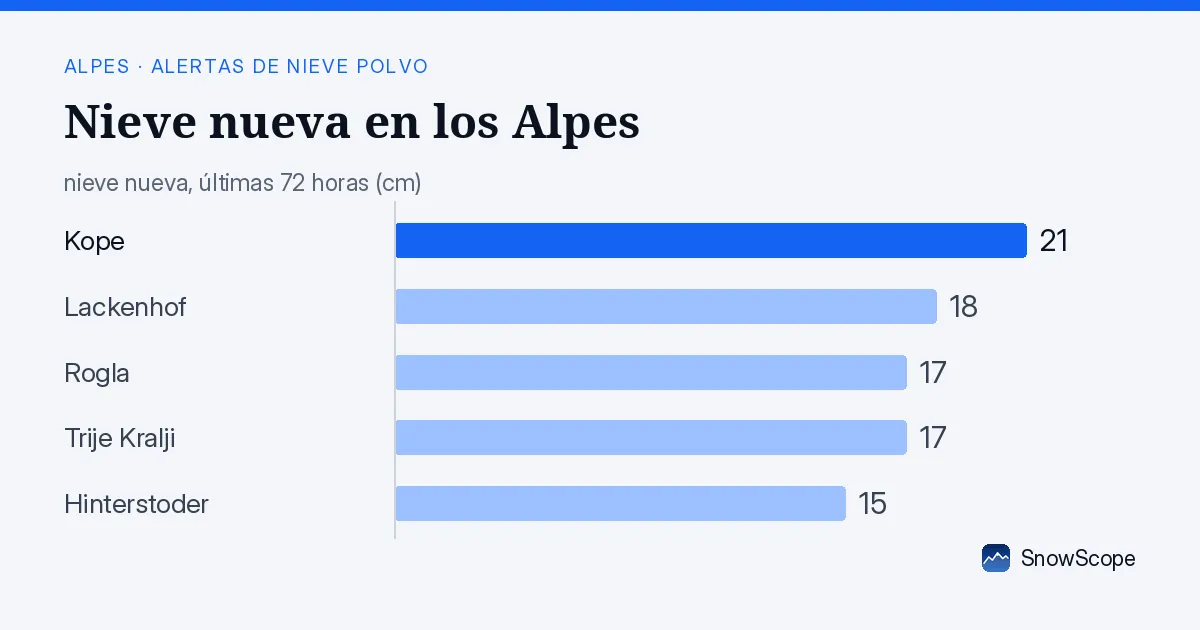 ALPES · ALERTAS DE NIEVE POLVO
Nieve nueva en los Alpes
nieve nueva, últimas 72 horas (cm)
Kope 21
Lackenhof 18
Rogla 17
Trije Kralji 17
Hinterstoder 15
SnowScope